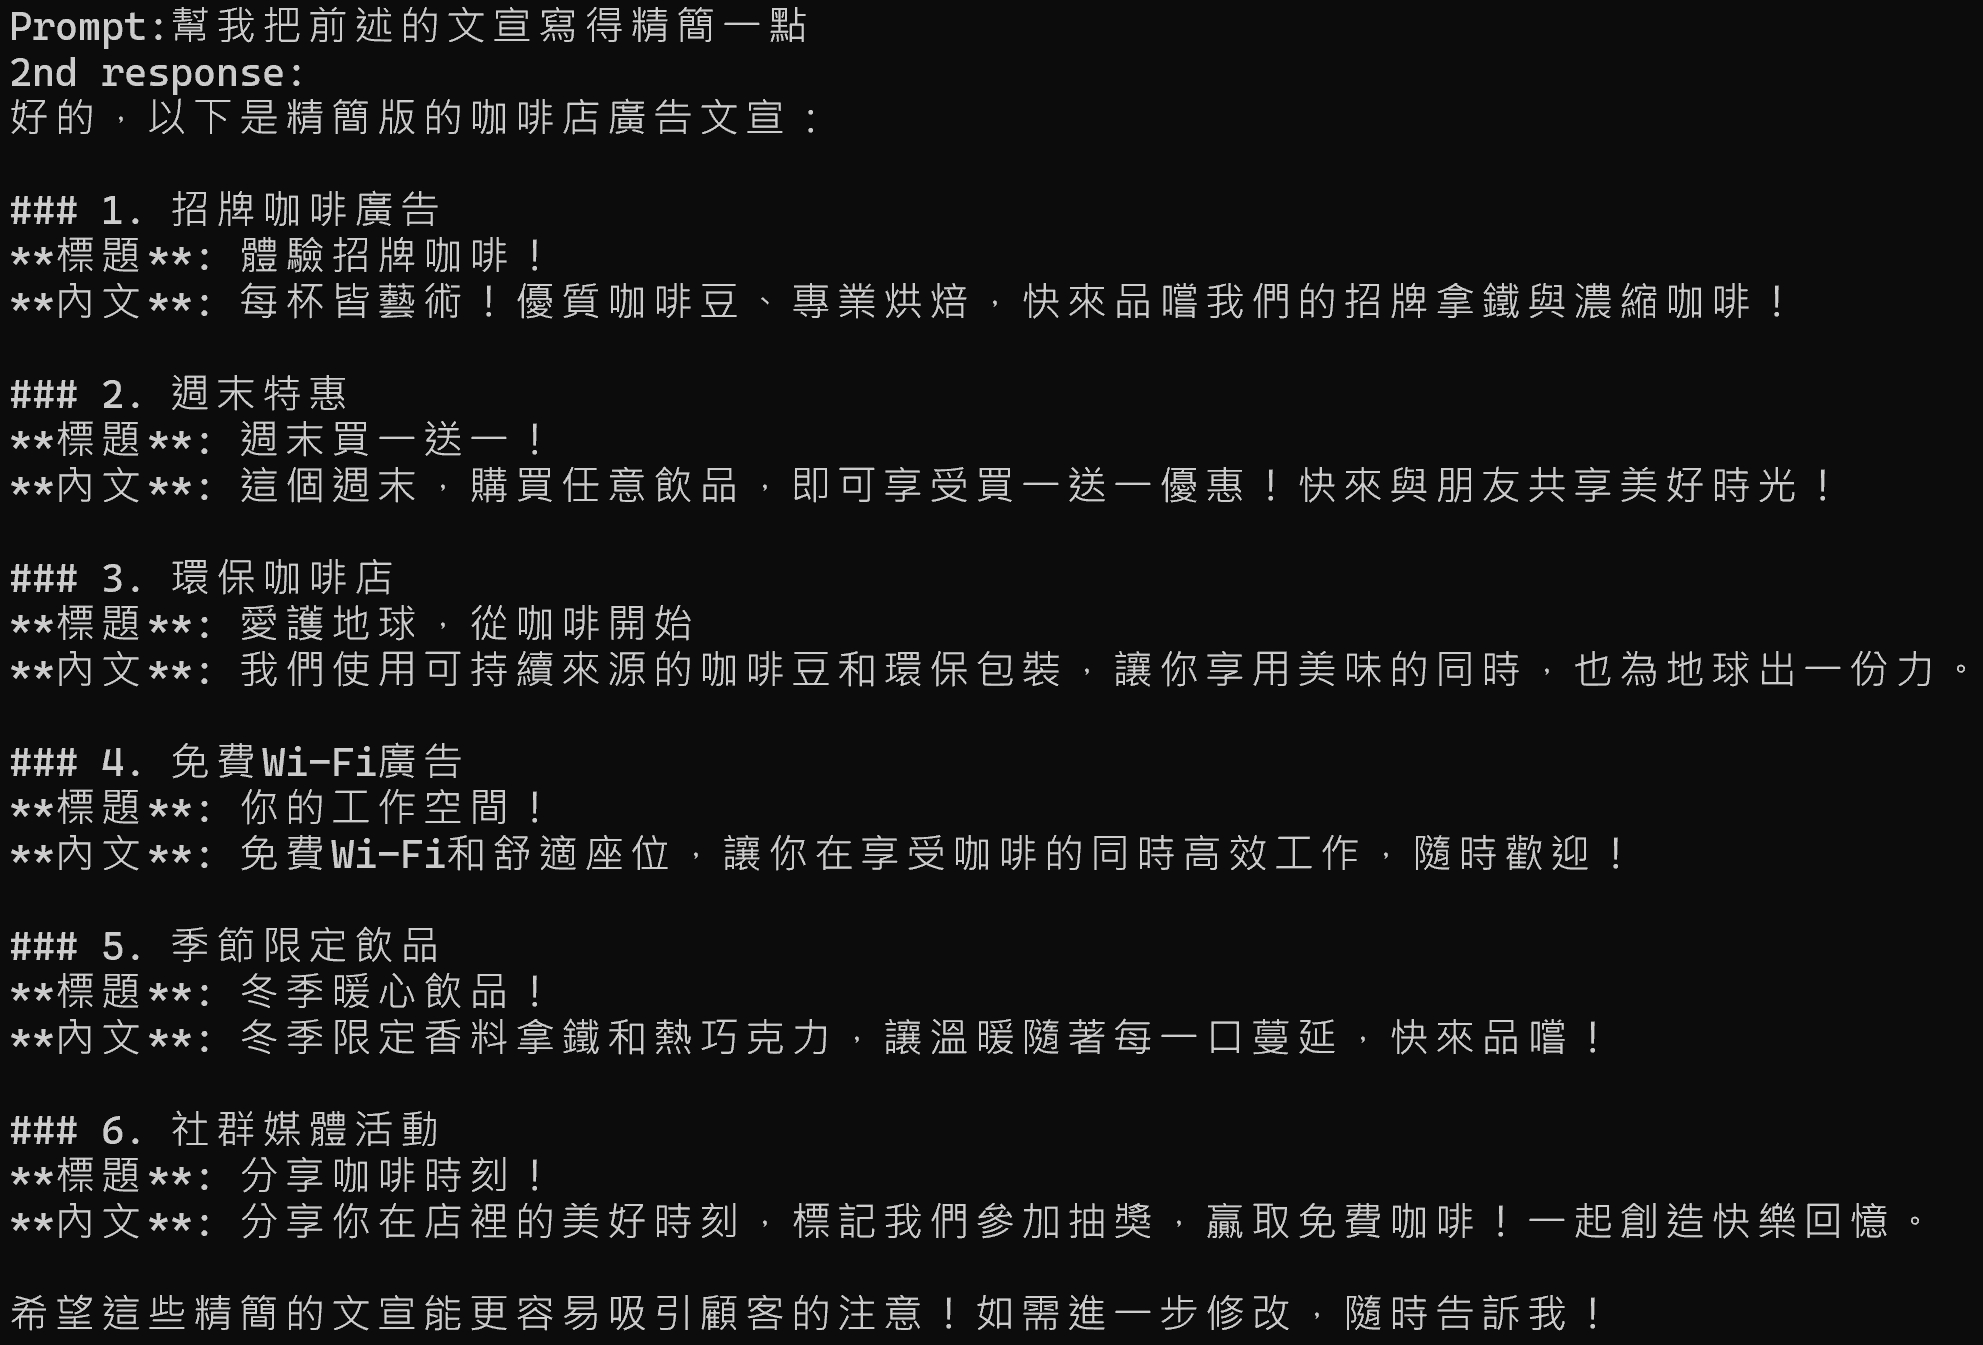 Prompt:幫我把前述的文宣寫得精簡一點
2nd response:
好的，以下是精簡版的咖啡店廣告文宣：
### 1. 招牌咖啡廣告
**標題**: 體驗招牌咖啡！
**內文**: 每杯皆藝術！優質咖啡豆、專業烘焙，快來品嚐我們的招牌拿鐵與濃縮咖啡！
### 2. 週末特惠
**標題**: 週末買一送一！
**內文**: 這個週末，購買任意飲品，即可享受買一送一優惠！快來與朋友共享美好時光！
### 3. 環保咖啡店
**標題**: 愛護地球，從咖啡開始
**內文**: 我們使用可持續來源的咖啡豆和環保包裝，讓你享用美味的同時，也為地球出一份力。
### 4. 免費Wi-Fi廣告
**標題**: 你的工作空間！
**內文**: 免費Wi-Fi和舒適座位，讓你在享受咖啡的同時高效工作，隨時歡迎！
### 5. 季節限定飲品
**標題**: 冬季暖心飲品！
**內文**: 冬季限定香料拿鐵和熱巧克力，讓溫暖隨著每一口蔓延，快來品嚐！
### 6. 社群媒體活動
**標題**: 分享咖啡時刻！
**內文**: 分享你在店裡的美好時刻，標記我們參加抽獎，贏取免費咖啡！一起創造快樂回憶。
希望這些精簡的文宣能更容易吸引顧客的注意！如需進一步修改，隨時告訴我！